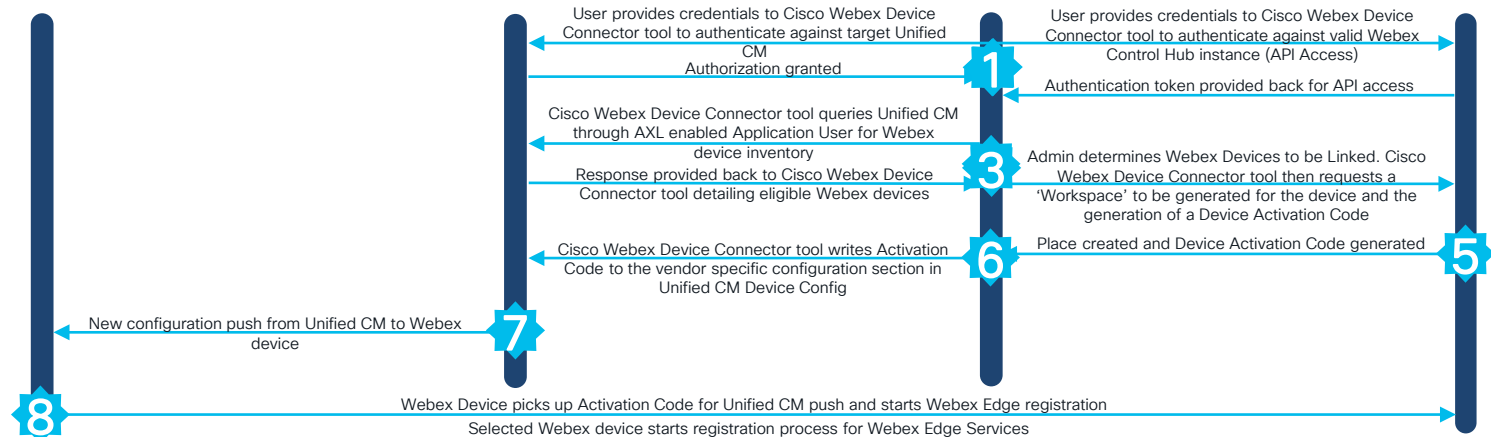 User provides credentials to Cisco Webex Device
Connector tool to authenticate against target Unified
CM
User provides credentials to Cisco Webex Device
Connector tool to authenticate against valid Webex
Control Hub instance (API Access)
1
Authorization granted
Authentication token provided back for API access
Cisco Webex Device Connector tool queries Unified CM
through AXL enabled Application User for Webex
device inventory
3
Response provided back to Cisco Webex Device
Connector tool detailing eligible Webex devices
Admin determines Webex Devices to be Linked. Cisco
Webex Device Connector tool then requests a
‘Workspace’ to be generated for the device and the
generation of a Device Activation Code
Place created and Device Activation Code generated
5
6
Cisco Webex Device Connector tool writes Activation
Code to the vendor specific configuration section in
Unified CM Device Config
7
New configuration push from Unified CM to Webex
device
8
Webex Device picks up Activation Code for Unified CM push and starts Webex Edge registration
Selected Webex device starts registration process for Webex Edge Services